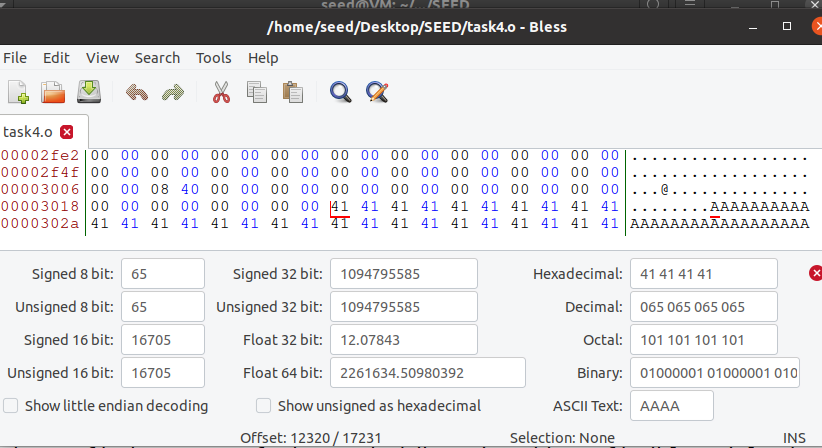 seed@VM: ~/.../SEED
/home/seed/Desktop/SEED/task4.o - Bless
File Edit View Search Tools Help
task4.o
00002fe2 00 00 00 00 00 00 00 00 00 00 00 00 00 00 00 00 00 00 ..................
00002f4f 00 00 00 00 00 00 00 00 00 00 00 00 00 00 00 00 00 00 ..................
00003006 00 00 08 40 00 00 00 00 00 00 00 00 00 00 00 00 00 00 ...@..............
00003018 00 00 00 00 00 00 00 00 41 41 41 41 41 41 41 41 41 41 ........AAAAAAAAAA
0000302a 41 41 41 41 41 41 41 41 41 41 41 41 41 41 41 41 41 41 AAAAAAAAAAAAAAAAAA
Signed 8 bit: 65 Signed 32 bit: 1094795585 Hexadecimal: 41 41 41 41
Unsigned 8 bit: 65 Unsigned 32 bit: 1094795585 Decimal: 065 065 065 065
Signed 16 bit: 16705 Float 32 bit: 12.07843 Octal: 101 101 101 101
Unsigned 16 bit: 16705 Float 64 bit: 2261634.50980392 Binary: 01000001 01000001 010
Show little endian decoding Show unsigned as hexadecimal ASCII Text: AAAA
Offset: 12320 / 17231 Selection: None INS